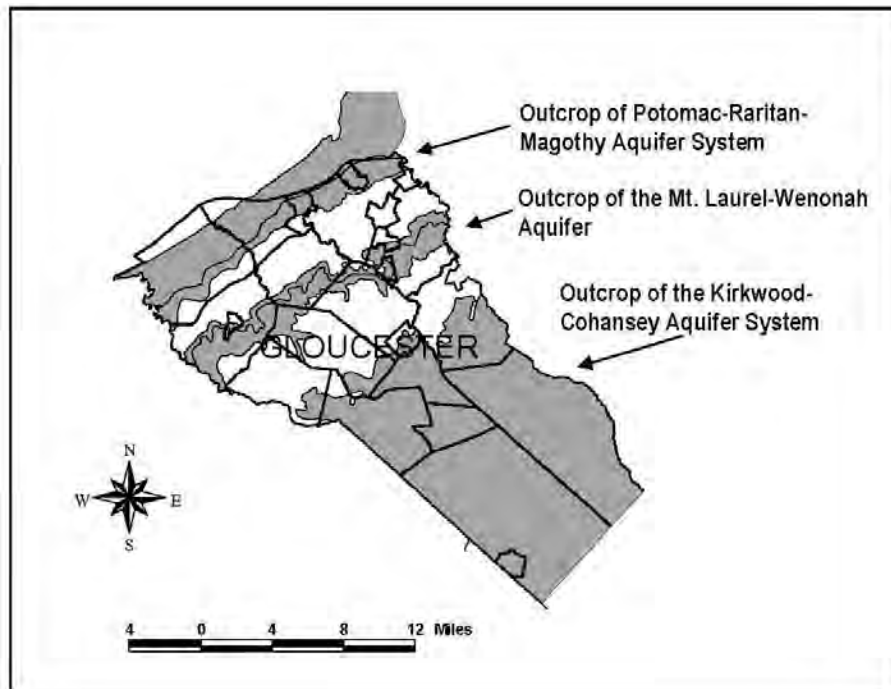 Outcrop of Potomac-Raritan-
Magothy Aquifer System
Outcrop of the Mt. Laurel-Wenonah
Aquifer
Outcrop of the Kirkwood-
Cohansey Aquifer System
GLOUCESTER
N
W E
S
4 0 4 8 12 Miles